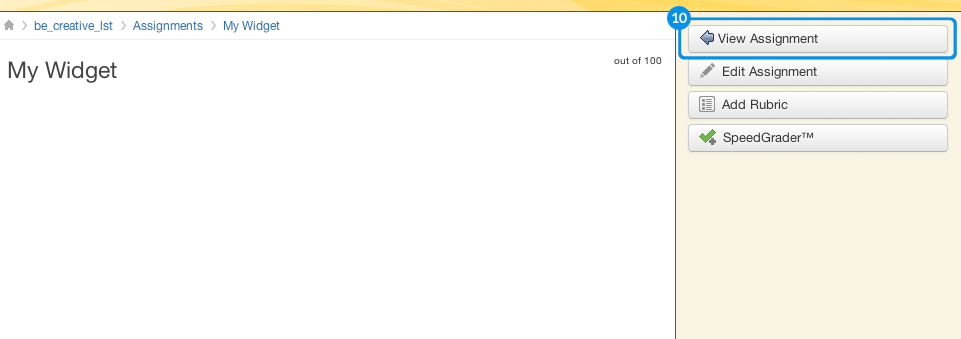 be_creative_lst Assignments My Widget
My Widget
out of 100
10
View Assignment
Edit Assignment
Add Rubric
SpeedGrader™